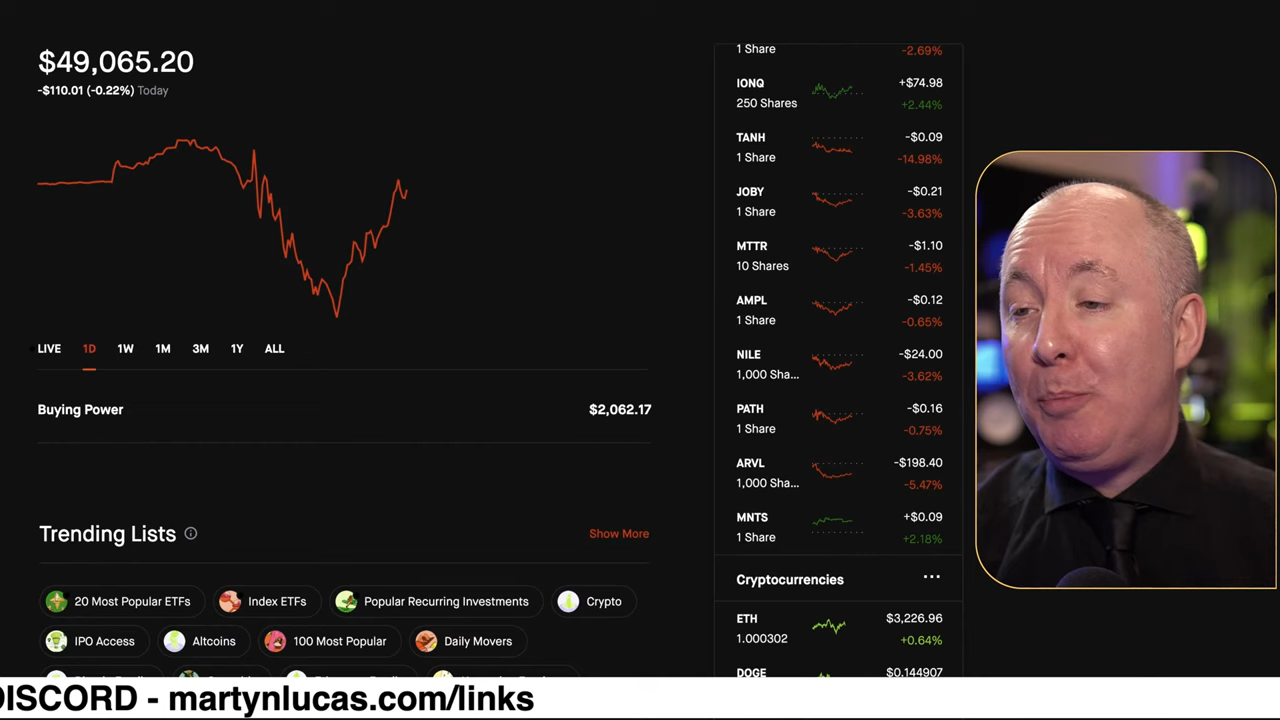 $49,065.20
-$110.01 (-0.22%) Today
LIVE 1D 1W 1M 3M 1Y ALL
Buying Power $2,062.17
Trending Lists
Show More
20 Most Popular ETFs
Index ETFs
Popular Recurring Investments
Crypto
IPO Access
Altcoins
100 Most Popular
Daily Movers
1 Share -2.69%
IONQ +$74.98
250 Shares +2.44%
TANH -$0.09
1 Share -14.98%
JOBY -$0.21
1 Share -3.63%
MTTR -$1.10
10 Shares -1.45%
AMPL -$0.12
1 Share -0.65%
NILE -$24.00
1,000 Sha... -3.62%
PATH -$0.16
1 Share -0.75%
ARVL -$198.40
1,000 Sha... -5.47%
MNTS +$0.09
1 Share +2.18%
Cryptocurrencies
ETH $3,226.96
1.000302 +0.64%
DOGE $0.144907
DISCORD - martynlucas.com/links